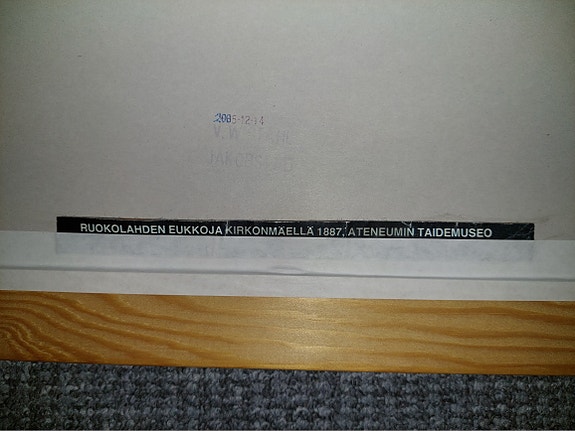 2005-12-14
RUOKOLAHDEN EUKKOJA KIRKONMÄELLÄ 1887, ATENEUMIN TAIDEMUSEO